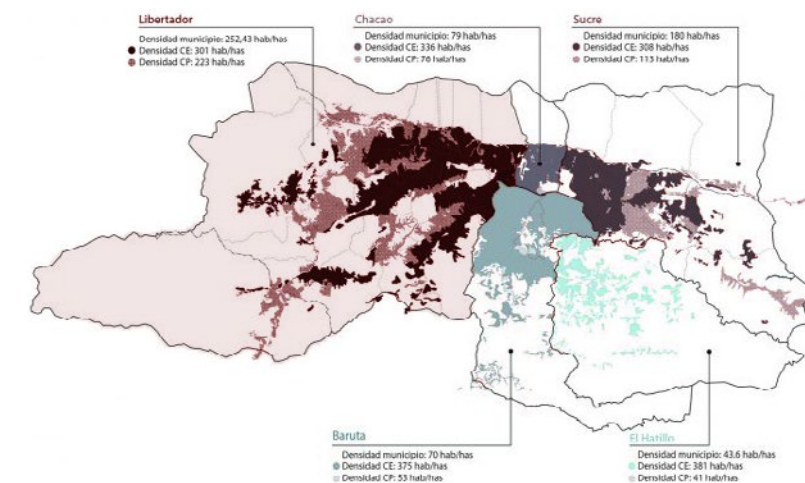 Libertador
Densidad municipio: 252,43 hab/has
Densidad CE: 301 hab/has
Densidad CP: 223 hab/has
Chacao
Densidad municipio: 79 hab/has
Densidad CE: 336 hab/has
Densidad CP: 76 hab/has
Sucre
Densidad municipio: 180 hab/has
Densidad CE: 308 hab/has
Densidad CP: 113 hab/has
Baruta
Densidad municipio: 70 hab/has
Densidad CE: 375 hab/has
Densidad CP: 53 hab/has
El Hatillo
Densidad municipio: 43.6 hab/has
Densidad CE: 381 hab/has
Densidad CP: 41 hab/has